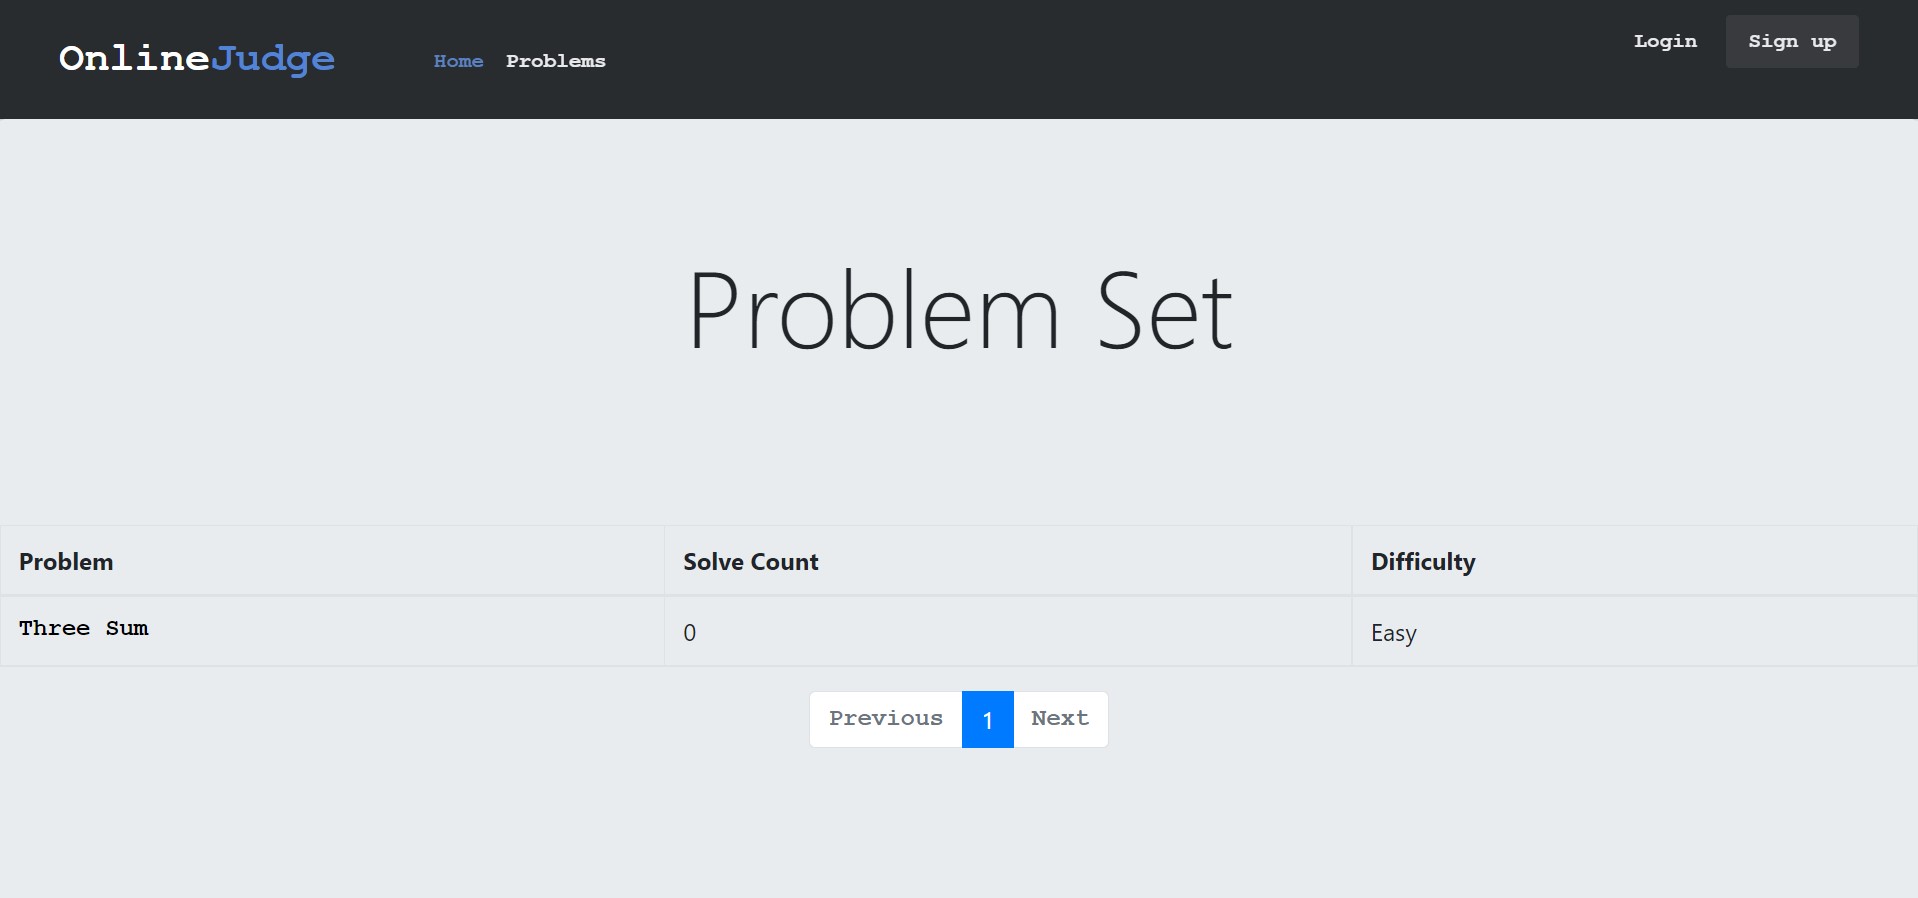 OnlineJudge Home Problems Login Sign up
Problem Set
Problem Solve Count Difficulty
Three Sum 0 Easy
Previous 1 Next